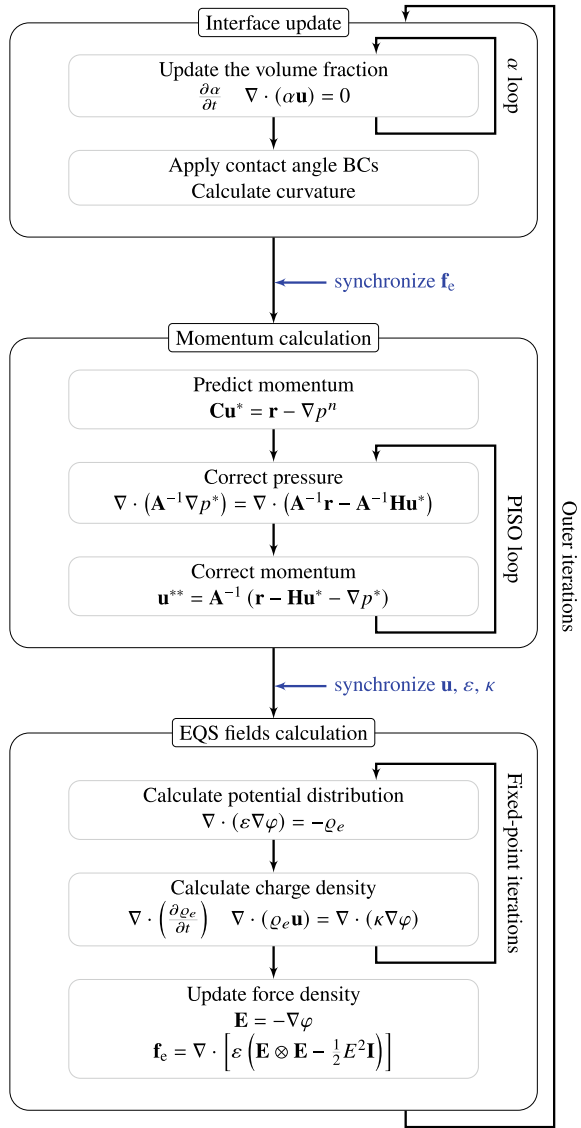 Interface update
Update the volume fraction
∂α/∂t   ∇ · (αu) = 0
α loop
Apply contact angle BCs
Calculate curvature
synchronize fₑ
Momentum calculation
Predict momentum
Cu* = r − ∇pⁿ
Correct pressure
∇ · (A⁻¹∇p*) = ∇ · (A⁻¹r − A⁻¹Hu*)
Correct momentum
u** = A⁻¹ (r − Hu* − ∇p*)
PISO loop
Outer iterations
synchronize u, ε, κ
EQS fields calculation
Calculate potential distribution
∇ · (ε∇φ) = −ϱₑ
Calculate charge density
∇ · (∂ϱₑ/∂t)   ∇ · (ϱₑu) = ∇ · (κ∇φ)
Fixed-point iterations
Update force density
E = −∇φ
fₑ = ∇ · [ε (E ⊗ E − ½E²I)]